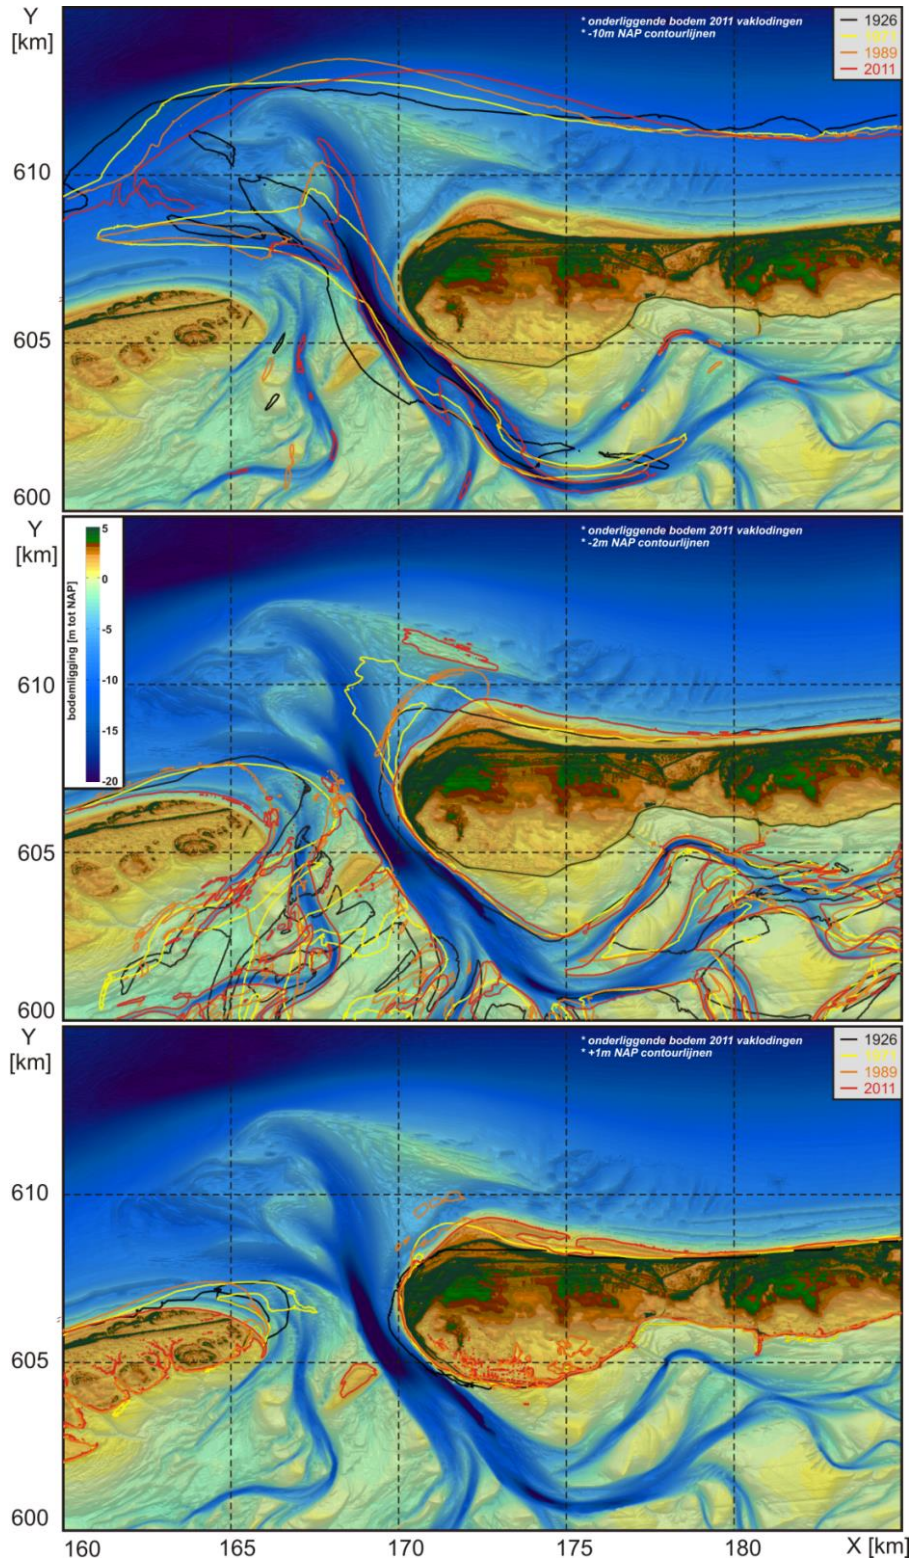 Y
[km]
* onderliggende bodem 2011 vaklodingen
* -10m NAP contourlijnen
1926
1971
1989
2011
610
605
600
Y
[km]
bodemligging [m tot NAP]
5
0
-5
-10
-15
-20
* onderliggende bodem 2011 vaklodingen
* -2m NAP contourlijnen
610
605
600
Y
[km]
* onderliggende bodem 2011 vaklodingen
* +1m NAP contourlijnen
1926
1971
1989
2011
610
605
600
160 165 170 175 180 X [km]